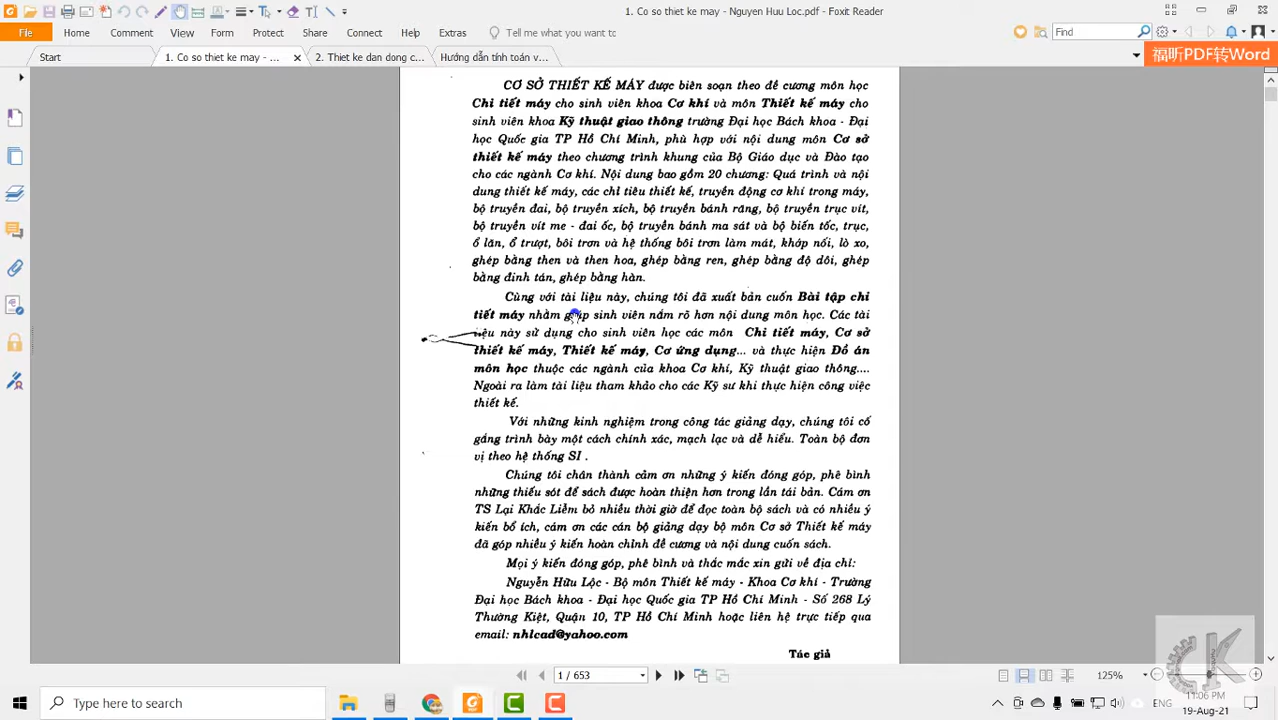 1. Co so thiet ke may - Nguyen Huu Loc.pdf - Foxit Reader
File Home Comment View Form Protect Share Connect Help Extras Tell me what you want to Find
Start 1. Co so thiet ke may - ... 2. Thiet ke dan dong c... Hướng dẫn tính toán v...
福昕PDF转Word
CƠ SỞ THIẾT KẾ MÁY được biên soạn theo đề cương môn học
Chi tiết máy cho sinh viên khoa Cơ khí và môn Thiết kế máy cho
sinh viên khoa Kỹ thuật giao thông trường Đại học Bách khoa - Đại
học Quốc gia TP Hồ Chí Minh, phù hợp với nội dung môn Cơ sở
thiết kế máy theo chương trình khung của Bộ Giáo dục và Đào tạo
cho các ngành Cơ khí. Nội dung bao gồm 20 chương: Quá trình và nội
dung thiết kế máy, các chỉ tiêu thiết kế, truyền động cơ khí trong máy,
bộ truyền đai, bộ truyền xích, bộ truyền bánh răng, bộ truyền trục vít,
bộ truyền vít me - đai ốc, bộ truyền bánh ma sát và bộ biến tốc, trục,
ổ lăn, ổ trượt, bôi trơn và hệ thống bôi trơn làm mát, khớp nối, lò xo,
ghép bằng then và then hoa, ghép bằng ren, ghép bằng độ dôi, ghép
bằng đinh tán, ghép bằng hàn.
Cùng với tài liệu này, chúng tôi đã xuất bản cuốn Bài tập chi
tiết máy nhằm giúp sinh viên nắm rõ hơn nội dung môn học. Các tài
liệu này sử dụng cho sinh viên học các môn Chi tiết máy, Cơ sở
thiết kế máy, Thiết kế máy, Cơ ứng dụng... và thực hiện Đồ án
môn học thuộc các ngành của khoa Cơ khí, Kỹ thuật giao thông....
Ngoài ra làm tài liệu tham khảo cho các Kỹ sư khi thực hiện công việc
thiết kế.
Với những kinh nghiệm trong công tác giảng dạy, chúng tôi cố
gắng trình bày một cách chính xác, mạch lạc và dễ hiểu. Toàn bộ đơn
vị theo hệ thống SI .
Chúng tôi chân thành cảm ơn những ý kiến đóng góp, phê bình
những thiếu sót để sách được hoàn thiện hơn trong lần tái bản. Cám ơn
TS Lại Khắc Liễm bỏ nhiều thời giờ để đọc toàn bộ sách và có nhiều ý
kiến bổ ích, cám ơn các cán bộ giảng dạy bộ môn Cơ sở Thiết kế máy
đã góp nhiều ý kiến hoàn chỉnh đề cương và nội dung cuốn sách.
Mọi ý kiến đóng góp, phê bình và thắc mắc xin gửi về địa chỉ:
Nguyễn Hữu Lộc - Bộ môn Thiết kế máy - Khoa Cơ khí - Trường
Đại học Bách khoa - Đại học Quốc gia TP Hồ Chí Minh - Số 268 Lý
Thường Kiệt, Quận 10, TP Hồ Chí Minh hoặc liên hệ trực tiếp qua
email: nhlcad@yahoo.com
Tác giả
1 / 653 125%
Type here to search ENG 11:06 PM
19-Aug-21
CK